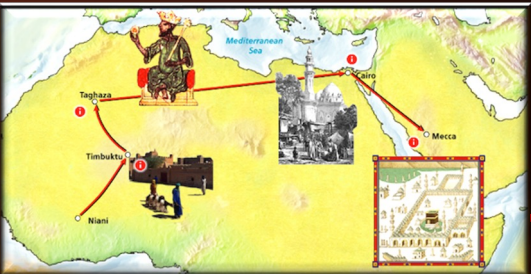 Mediterranean
Sea
Cairo
Taghaza
Mecca
Timbuktu
Niani